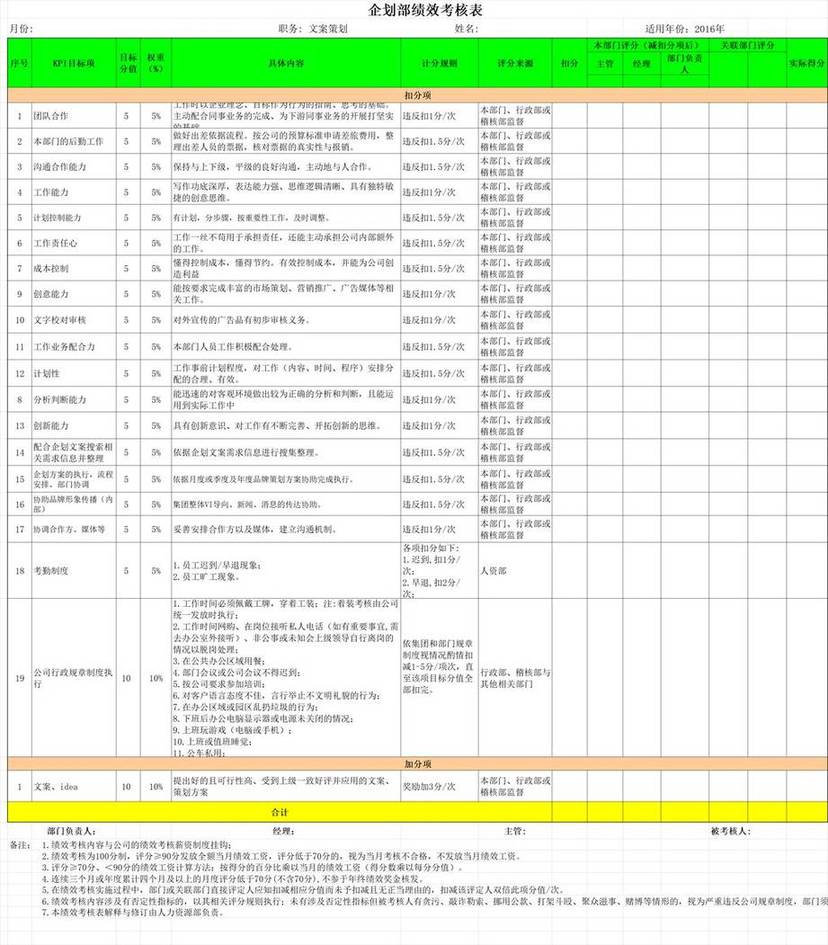 企划部绩效考核表
月份: 职务: 文案策划 姓名: 适用年份: 2016年
序号 KPI目标项 目标分值 权重(%) 具体内容 计分规则 评分来源 扣分 本部门评分（减扣分项后） 关联部门评分 实际得分
主管 经理 部门负责人
扣分项
1 团队合作 5 5% 工作时以企业理念、目标作为行为的指南、思考的基础。主动配合同事业务的完成、为下游同事业务的开展打坚实的基础 违反扣1分/次 本部门、行政部或稽核部监督
2 本部门的后勤工作 5 5% 做好出差依据流程。按公司的预算标准申请差旅费用，整理出差人员的票据，核对票据的真实性与报销。 违反扣1.5分/次 本部门、行政部或稽核部监督
3 沟通合作能力 5 5% 保持与上下级，平级的良好沟通，主动地与人合作。 违反扣1.5分/次 本部门、行政部或稽核部监督
4 工作能力 5 5% 写作功底深厚，表达能力强、思维逻辑清晰、具有独特敏捷的创意思维。 违反扣1分/次 本部门、行政部或稽核部监督
5 计划控制能力 5 5% 有计划，分步骤，按重要性工作，及时调整。 违反扣1.5分/次 本部门、行政部或稽核部监督
6 工作责任心 5 5% 工作一丝不苟用于承担责任，还能主动承担公司内部额外的工作。 违反扣1.5分/次 本部门、行政部或稽核部监督
7 成本控制 5 5% 懂得控制成本，懂得节约。有效控制成本，并能为公司创造利益 违反扣1.5分/次 本部门、行政部或稽核部监督
9 创意能力 5 5% 能按要求完成丰富的市场策划、营销推广、广告媒体等相关工作。 违反扣1分/次 本部门、行政部或稽核部监督
10 文字校对审核 5 5% 对外宣传的广告品有初步审核义务。 违反扣1分/次 本部门、行政部或稽核部监督
11 工作业务配合力 5 5% 本部门人员工作积极配合处理。 违反扣1.5分/次 本部门、行政部或稽核部监督
12 计划性 5 5% 工作事前计划程度，对工作（内容、时间、程序）安排分配的合理、有效。 违反扣1.5分/次 本部门、行政部或稽核部监督
8 分析判断能力 5 5% 能迅速的对客观环境做出较为正确的分析和判断，且能运用到实际工作中 违反扣1分/次 本部门、行政部或稽核部监督
13 创新能力 5 5% 具有创新意识、对工作有不断完善、开拓创新的思维。 违反扣1分/次 本部门、行政部或稽核部监督
14 配合企划文案搜索相关需求信息并整理 5 5% 依据企划文案需求信息进行搜集整理。 违反扣1.5分/次 本部门、行政部或稽核部监督
15 企划方案的执行，流程安排、部门协调 5 5% 依据月度或季度及年度品牌策划方案协助完成执行。 违反扣1.5分/次 本部门、行政部或稽核部监督
16 协助品牌形象传播（内部） 5 5% 集团整体VI导向、新闻、消息的传达协助。 违反扣1.5分/次 本部门、行政部或稽核部监督
17 协调合作方、媒体等 5 5% 妥善安排合作方以及媒体，建立沟通机制。 违反扣1分/次 本部门、行政部或稽核部监督
18 考勤制度 5 5% 1.员工迟到/早退现象；
2.员工旷工现象。 各项扣分如下:
1.迟到,扣1分/次；
2.早退,扣2分/次； 人资部
19 公司行政规章制度执行 10 10% 1.工作时间必须佩戴工牌，穿着工装；注:着装考核由公司统一发放时执行；
2.工作时间网购、在岗位接听私人电话（如有重要事宜,需去办公室外接听）、非公事或未知会上级领导自行离岗的情况以脱岗处理；
3.在公共办公区域用餐；
4.部门会议或公司会议不得迟到；
5.按公司要求参加培训；
6.对客户语言态度不佳，言行举止不文明礼貌的行为；
7.在办公区域或园区乱扔垃圾的行为；
8.下班后办公电脑显示器或电源未关闭的情况；
9.上班玩游戏（电脑或手机）；
10.上班或值班睡觉；
11.公车私用； 依集团和部门规章制度视情况酌情扣减1-5分/项次，直至该项目标分值全部扣完。 行政部、稽核部与其他相关部门
加分项
1 文案、idea 10 10% 提出好的且可行性高、受到上级一致好评并应用的文案、策划方案 奖励加3分/次 本部门、行政部或稽核部监督
合计
部门负责人: 经理: 主管: 被考核人:
备注: 1.绩效考核内容与公司的绩效考核薪资制度挂钩；
2.绩效考核为100分制，评分≥90分发放全额当月绩效工资，评分低于70分的，视为当月考核不合格，不发放当月绩效工资。
3.评分≥70分、＜90分的绩效工资计算方法：按得分的百分比乘以当月的绩效工资（得分数乘以每分分值）。
4.连续三个月或年度累计四个月及以上的月度评分低于70分(不含70分),不参于年终绩效奖金核发。
5.在绩效考核实施过程中，部门或关联部门直接评定人应知扣减相应分值而未予扣减且无正当理由的，扣减该评定人双倍此项分值/次。
6.绩效考核内容涉及有否定性指标的，以其相关评分规则执行；未有涉及否定性指标但被考核人有贪污、敲诈勒索、挪用公款、打架斗殴、聚众滋事、赌博等情形的，视为严重违反公司规章制度,部门须
7.本绩效考核表解释与修订由人力资源部负责。